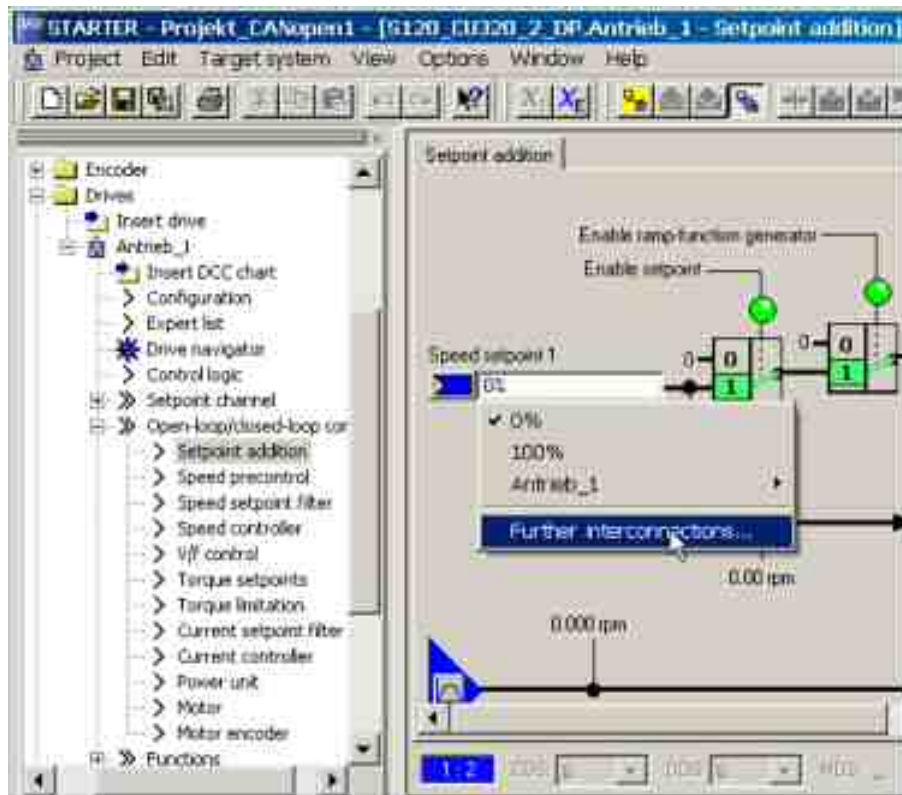 STARTER - Projekt_CANopen1 - [S120_CU320_2_DP.Antrieb_1 - Setpoint addition]
Project Edit Target system View Options Window Help
Setpoint addition
Encoder
Drives
Insert drive
Antrieb_1
Insert DCC chart
Configuration
Expert list
Drive navigator
Control logic
Setpoint channel
Open-loop/closed-loop cor
Setpoint addition
Speed precontrol
Speed setpoint filter
Speed controller
V/f control
Torque setpoints
Torque limitation
Current setpoint filter
Current controller
Power unit
Motor
Motor encoder
Functions
Enable ramp-function generator
Enable setpoint
Speed setpoint 1
0 0 0 0
0% 1 1
0%
100%
Antrieb_1
Further interconnections...
0.00 rpm
0.000 rpm
1-2 CDS DDS MDS